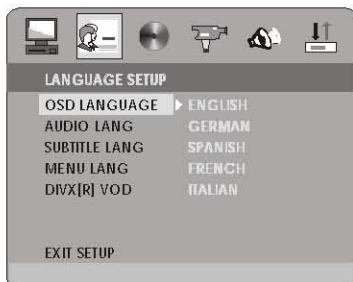 LANGUAGE SETUP
OSD LANGUAGE ENGLISH
AUDIO LANG GERMAN
SUBTITLE LANG SPANISH
MENU LANG FRENCH
DIVX[R] VOD ITALIAN
EXIT SETUP